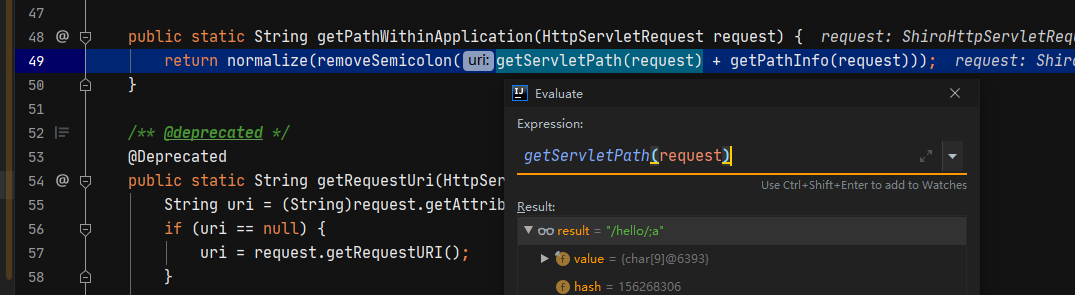 47
48 @ public static String getPathWithinApplication(HttpServletRequest request) { request: ShiroHttpServletRequ
49 return normalize(removeSemicolon( uri: getServletPath(request) + getPathInfo(request))); request: Shiro
50 }
51
52 /** @deprecated */
53 @Deprecated
54 @ public static String getRequestUri(HttpSer
55 String uri = (String)request.getAttrib
56 if (uri == null) {
57 uri = request.getRequestURI();
58 }
Evaluate
Expression:
getServletPath(request)
Use Ctrl+Shift+Enter to add to Watches
Result:
result = "/hello/;a"
f value = {char[9]@6393}
f hash = 156268306